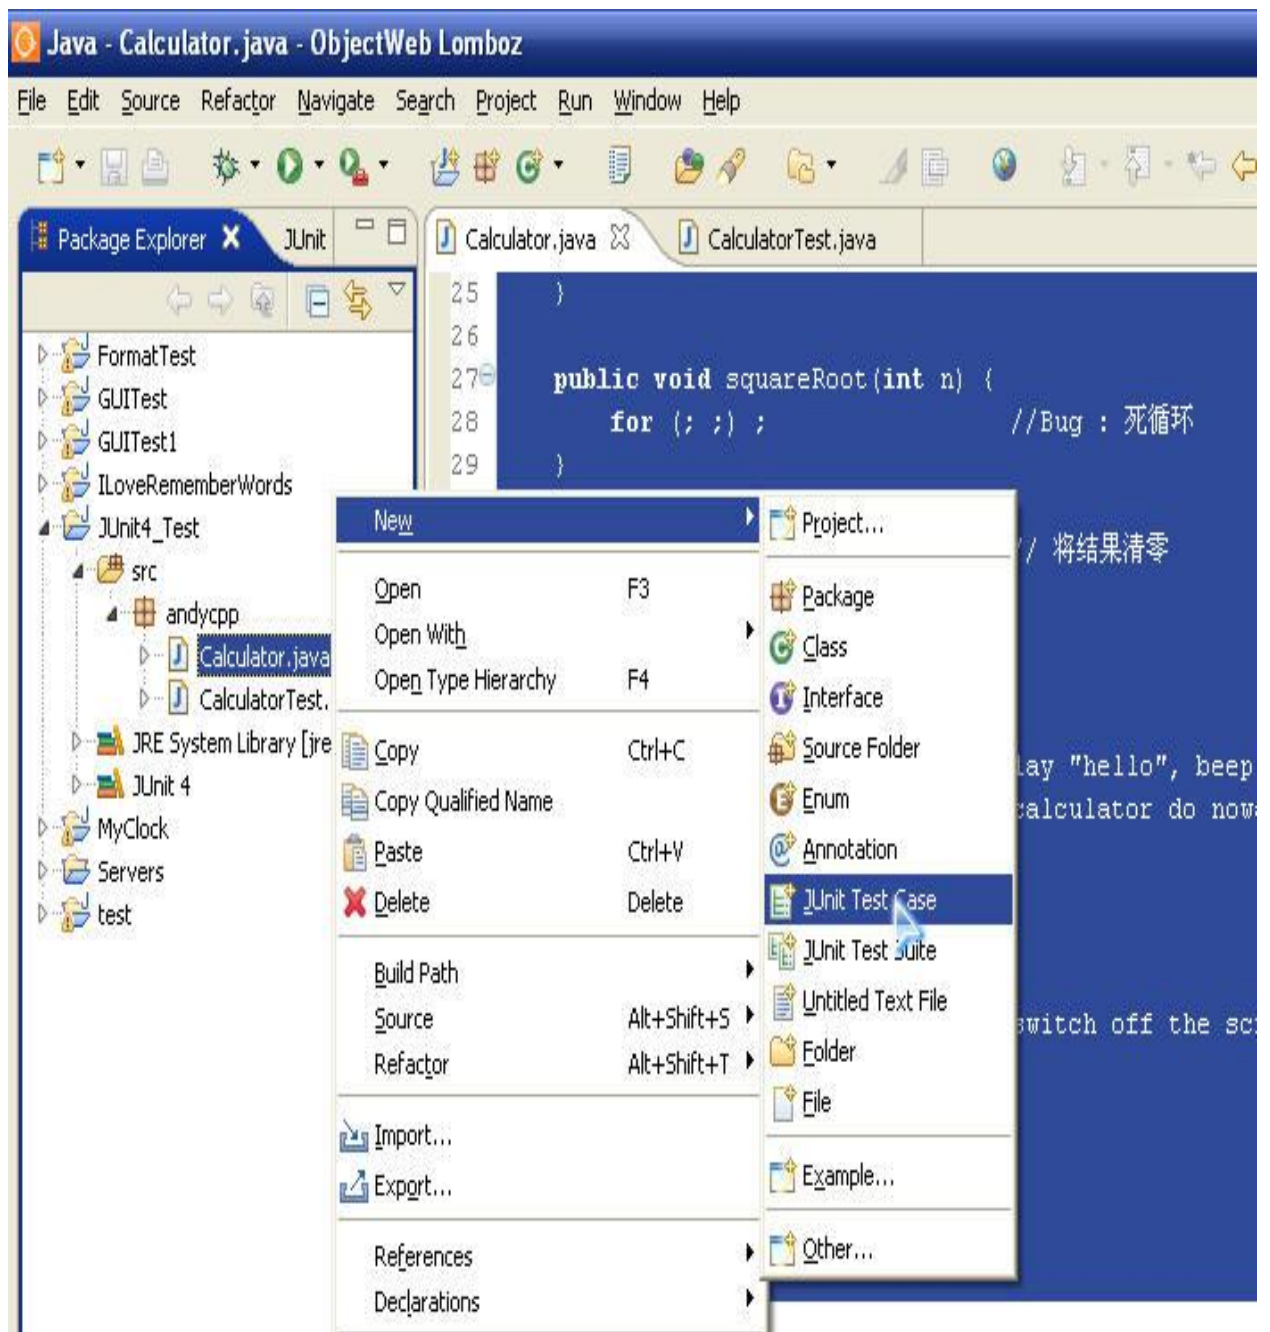 Java - Calculator.java - ObjectWeb Lomboz
File Edit Source Refactor Navigate Search Project Run Window Help
Package Explorer JUnit
Calculator.java CalculatorTest.java
FormatTest
GUITest
GUITest1
ILoveRememberWords
JUnit4_Test
src
andycpp
Calculator.java
CalculatorTest.
JRE System Library [jre
JUnit 4
MyClock
Servers
test
25 }
26
27 public void squareRoot(int n) {
28 for (; ;) ; //Bug : 死循环
29 }
/ 将结果清零
lay "hello", beep
calculator do now
switch off the sc
New
Open F3
Open With
Open Type Hierarchy F4
Copy Ctrl+C
Copy Qualified Name
Paste Ctrl+V
Delete Delete
Build Path
Source Alt+Shift+S
Refactor Alt+Shift+T
Import...
Export...
References
Declarations
Project...
Package
Class
Interface
Source Folder
Enum
Annotation
JUnit Test Case
JUnit Test Suite
Untitled Text File
Folder
File
Example...
Other...